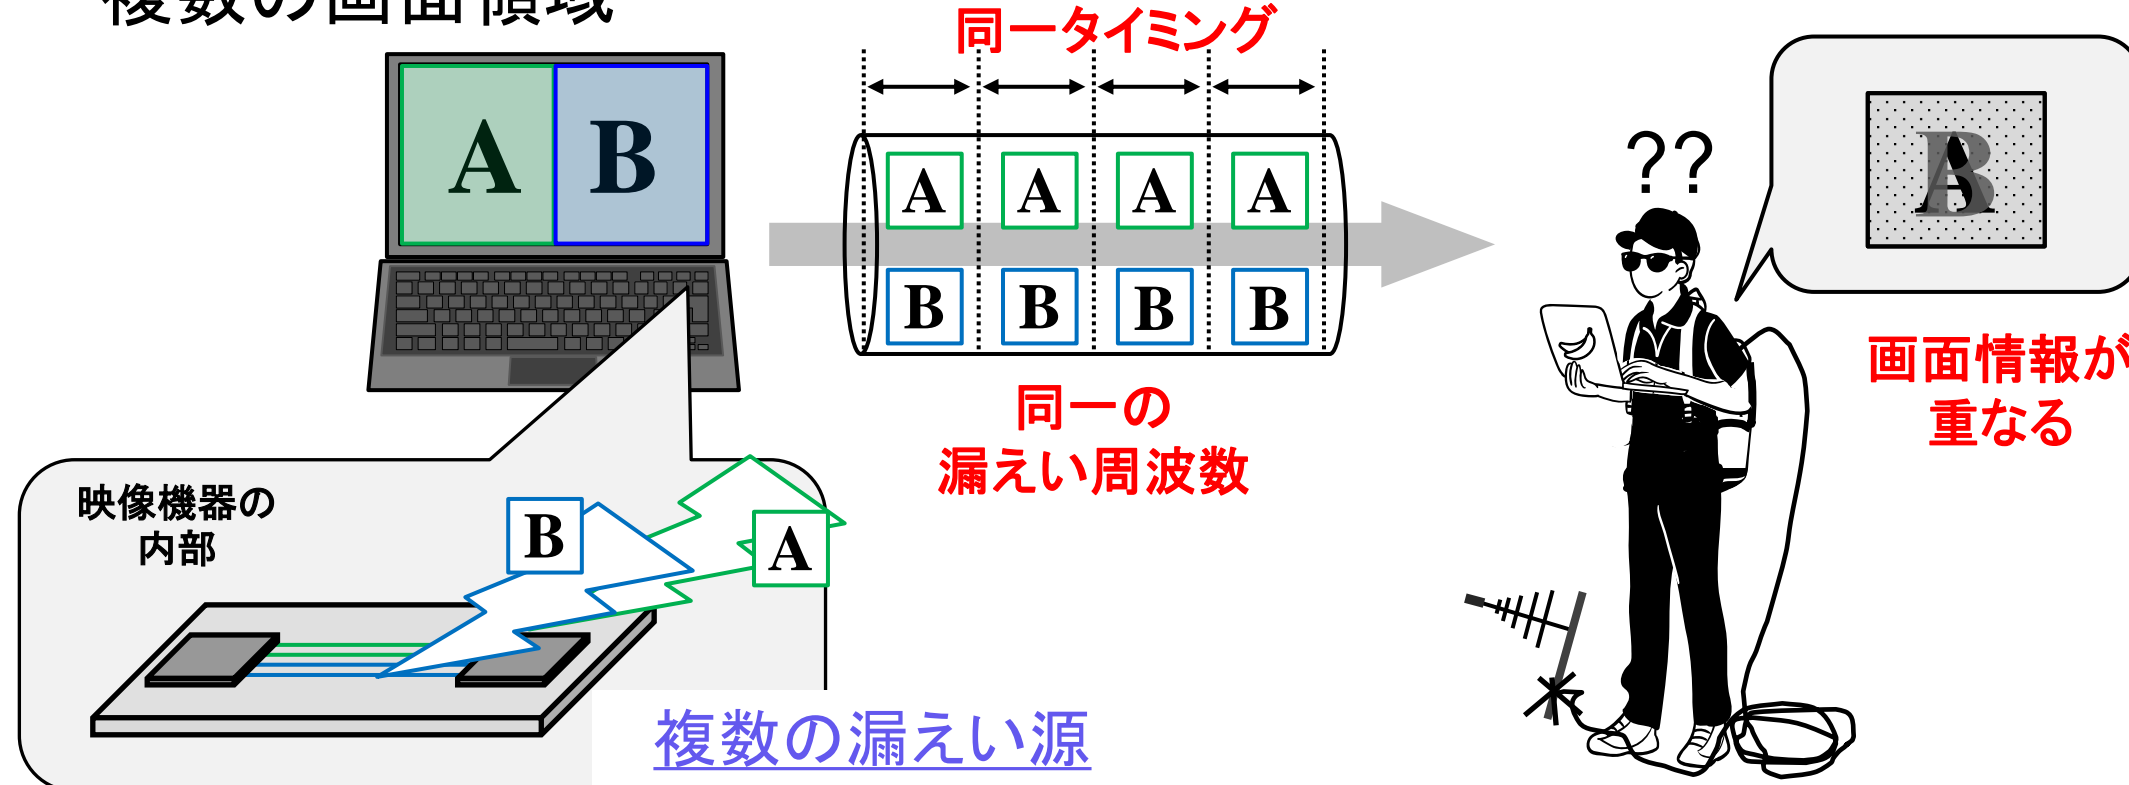 複数の画面領域
同一タイミング
A B
A A A A
B B B B
同一の
漏えい周波数
??
A
B
画面情報が
重なる
映像機器の
内部
B
A
複数の漏えい源